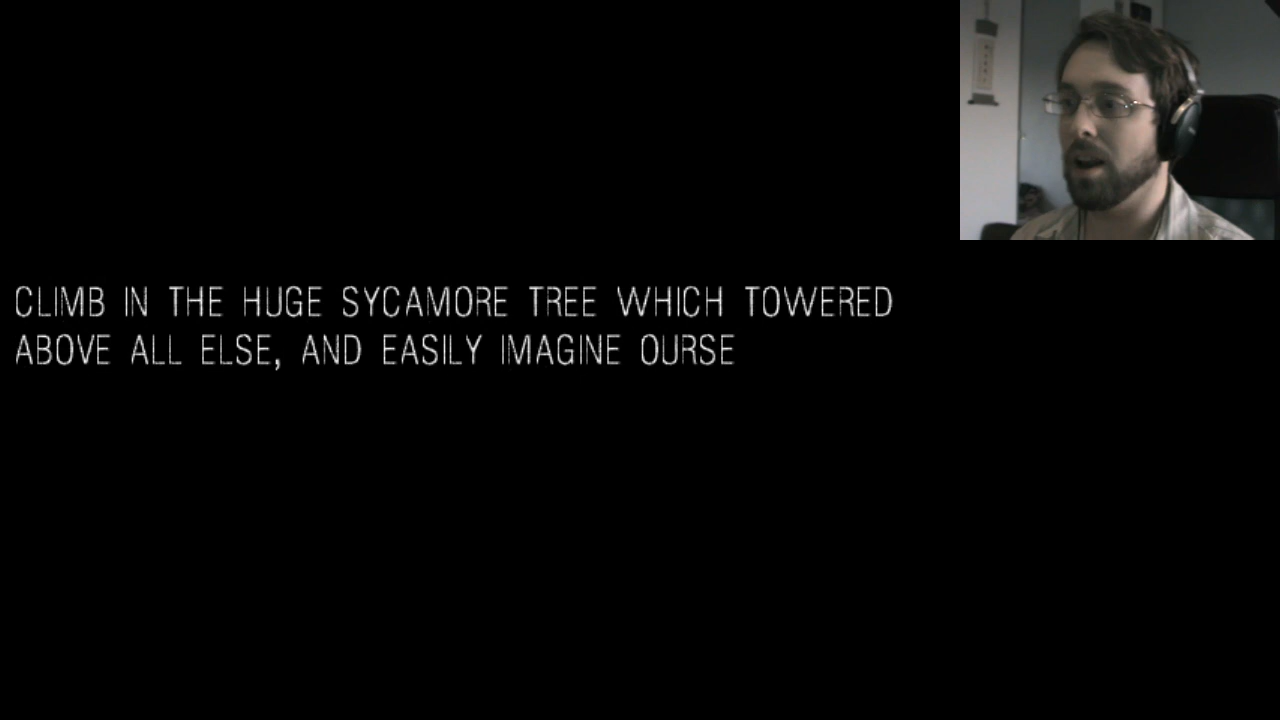 CLIMB IN THE HUGE SYCAMORE TREE WHICH TOWERED
ABOVE ALL ELSE, AND EASILY IMAGINE OURSE